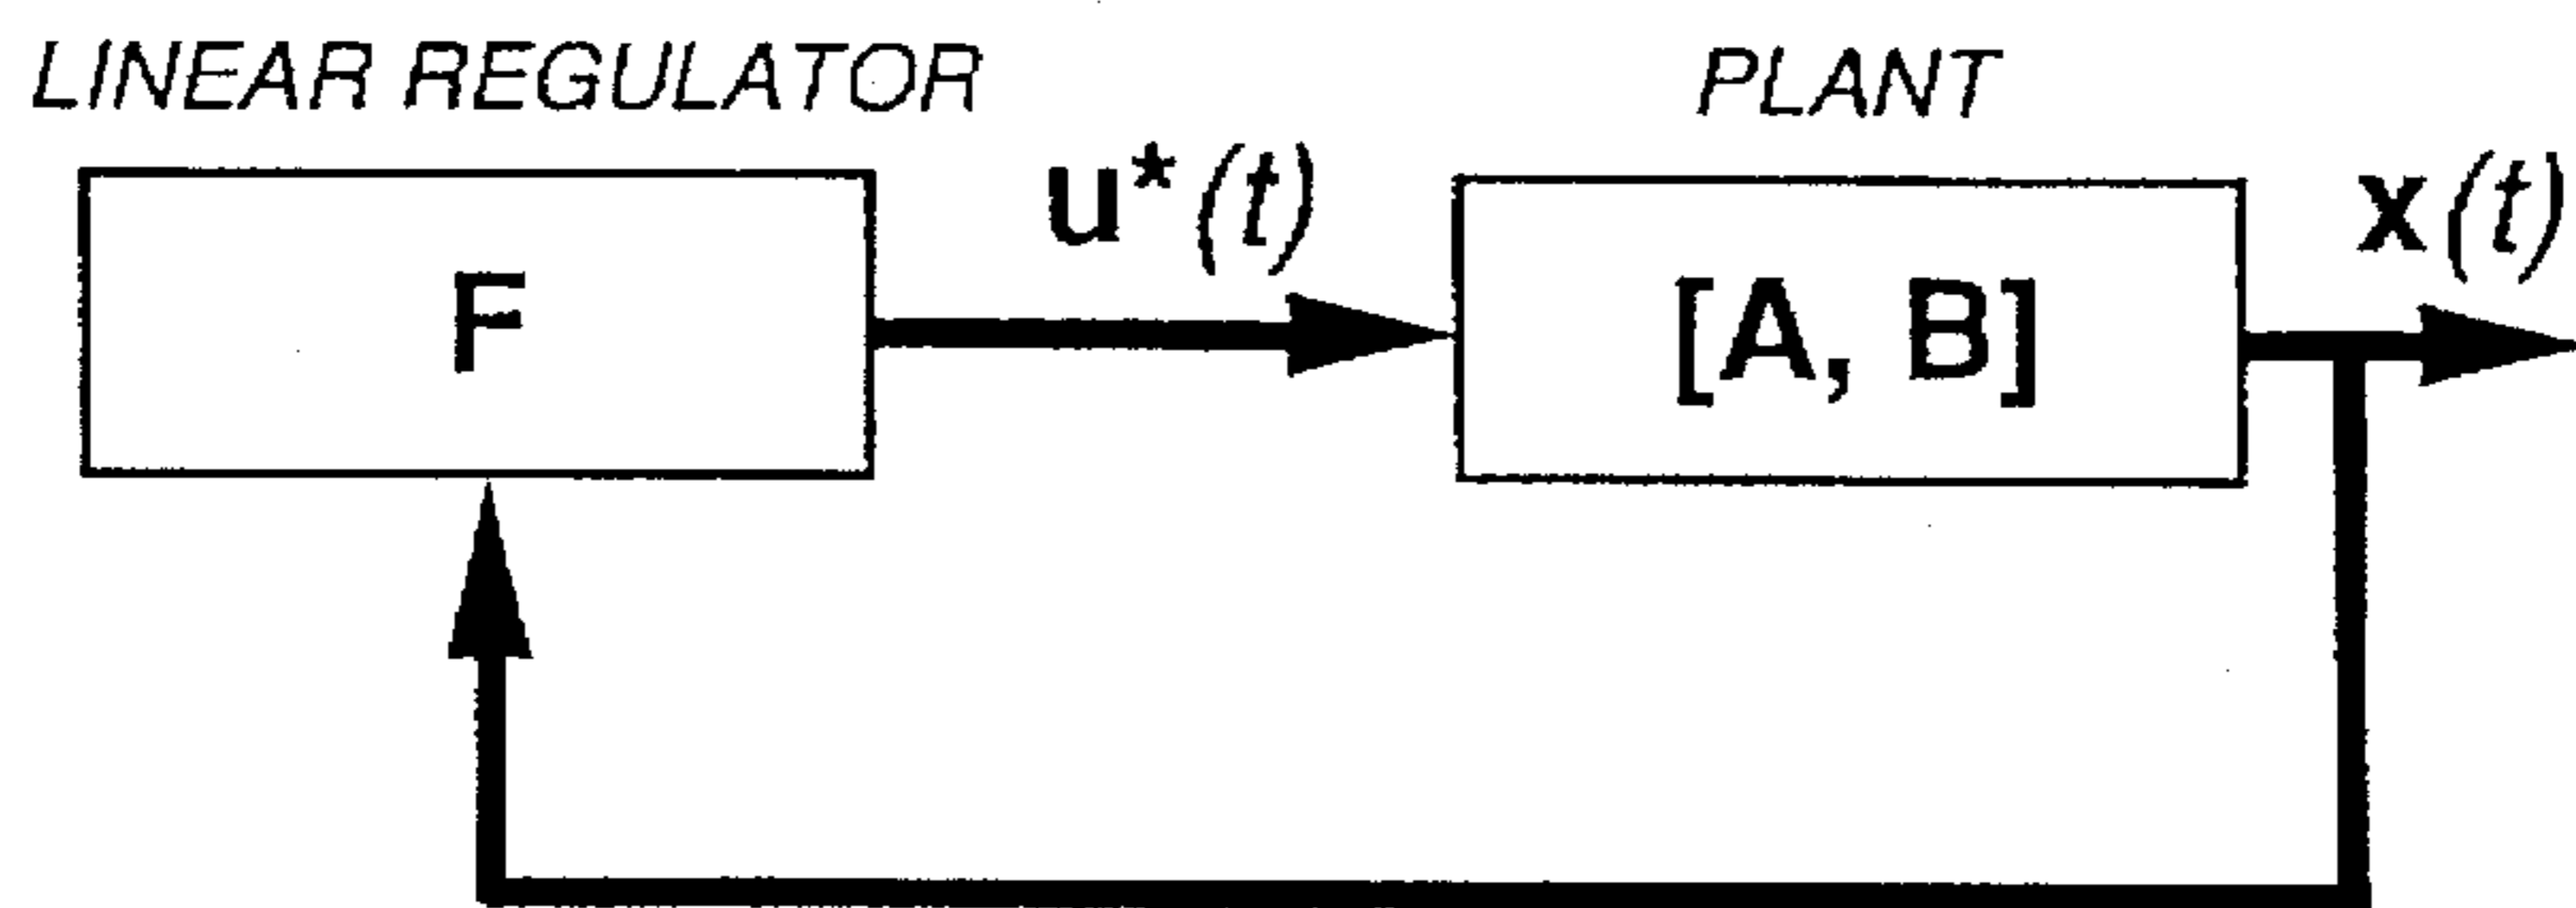 LINEAR REGULATOR
PLANT
u*(t)
x(t)
F
[A, B]